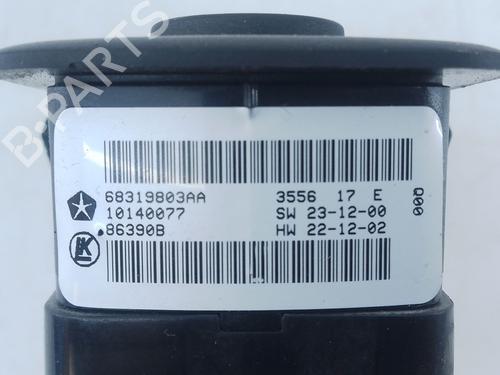 B-PARTS
68319803AA 3556 17 E
10140077 SW 23-12-00
86390B HW 22-12-02
Q00
K